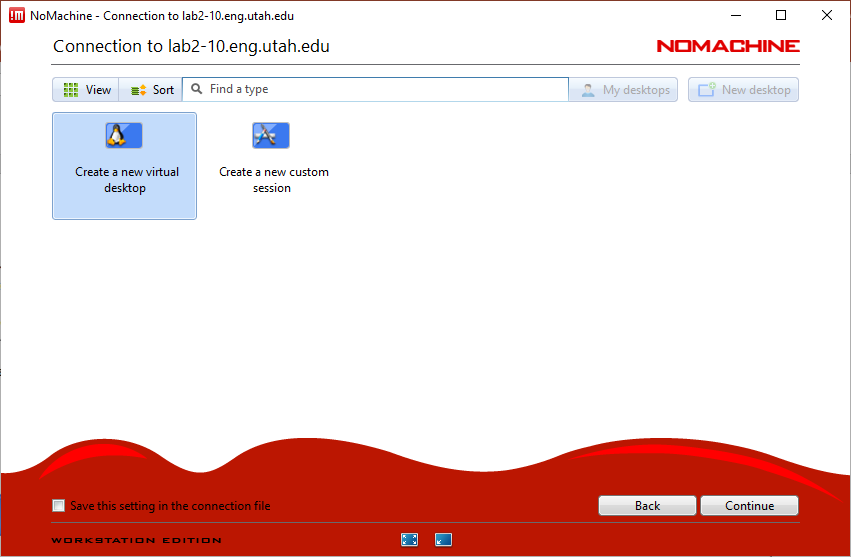 NoMachine - Connection to lab2-10.eng.utah.edu
Connection to lab2-10.eng.utah.edu
NOMACHINE
View
Sort
Find a type
My desktops
New desktop
Create a new virtual
desktop
Create a new custom
session
Save this setting in the connection file
Back
Continue
WORKSTATION EDITION